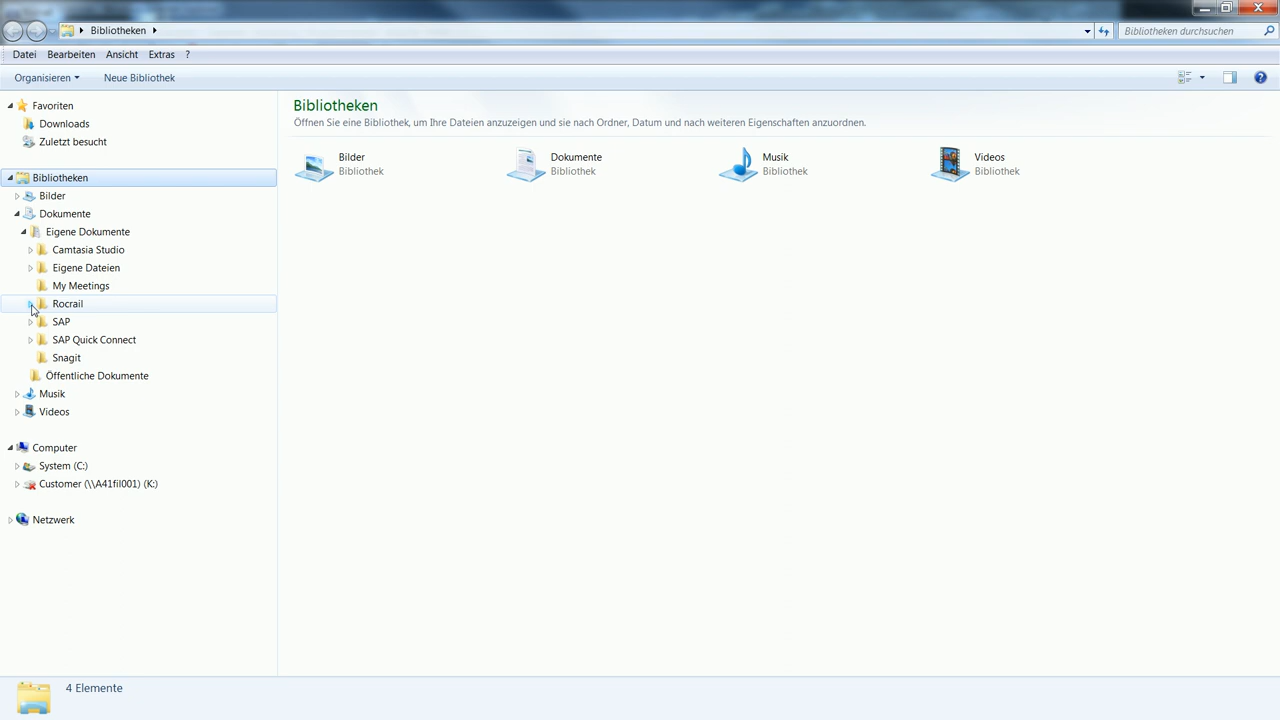 Bibliotheken
Bibliotheken durchsuchen
Datei Bearbeiten Ansicht Extras ?
Organisieren Neue Bibliothek
Favoriten
Downloads
Zuletzt besucht
Bibliotheken
Bilder
Dokumente
Eigene Dokumente
Camtasia Studio
Eigene Dateien
My Meetings
Rocrail
SAP
SAP Quick Connect
Snagit
Öffentliche Dokumente
Musik
Videos
Computer
System (C:)
Customer (\\A41fil001) (K:)
Netzwerk
Bibliotheken
Öffnen Sie eine Bibliothek, um Ihre Dateien anzuzeigen und sie nach Ordner, Datum und nach weiteren Eigenschaften anzuordnen.
Bilder
Bibliothek
Dokumente
Bibliothek
Musik
Bibliothek
Videos
Bibliothek
4 Elemente